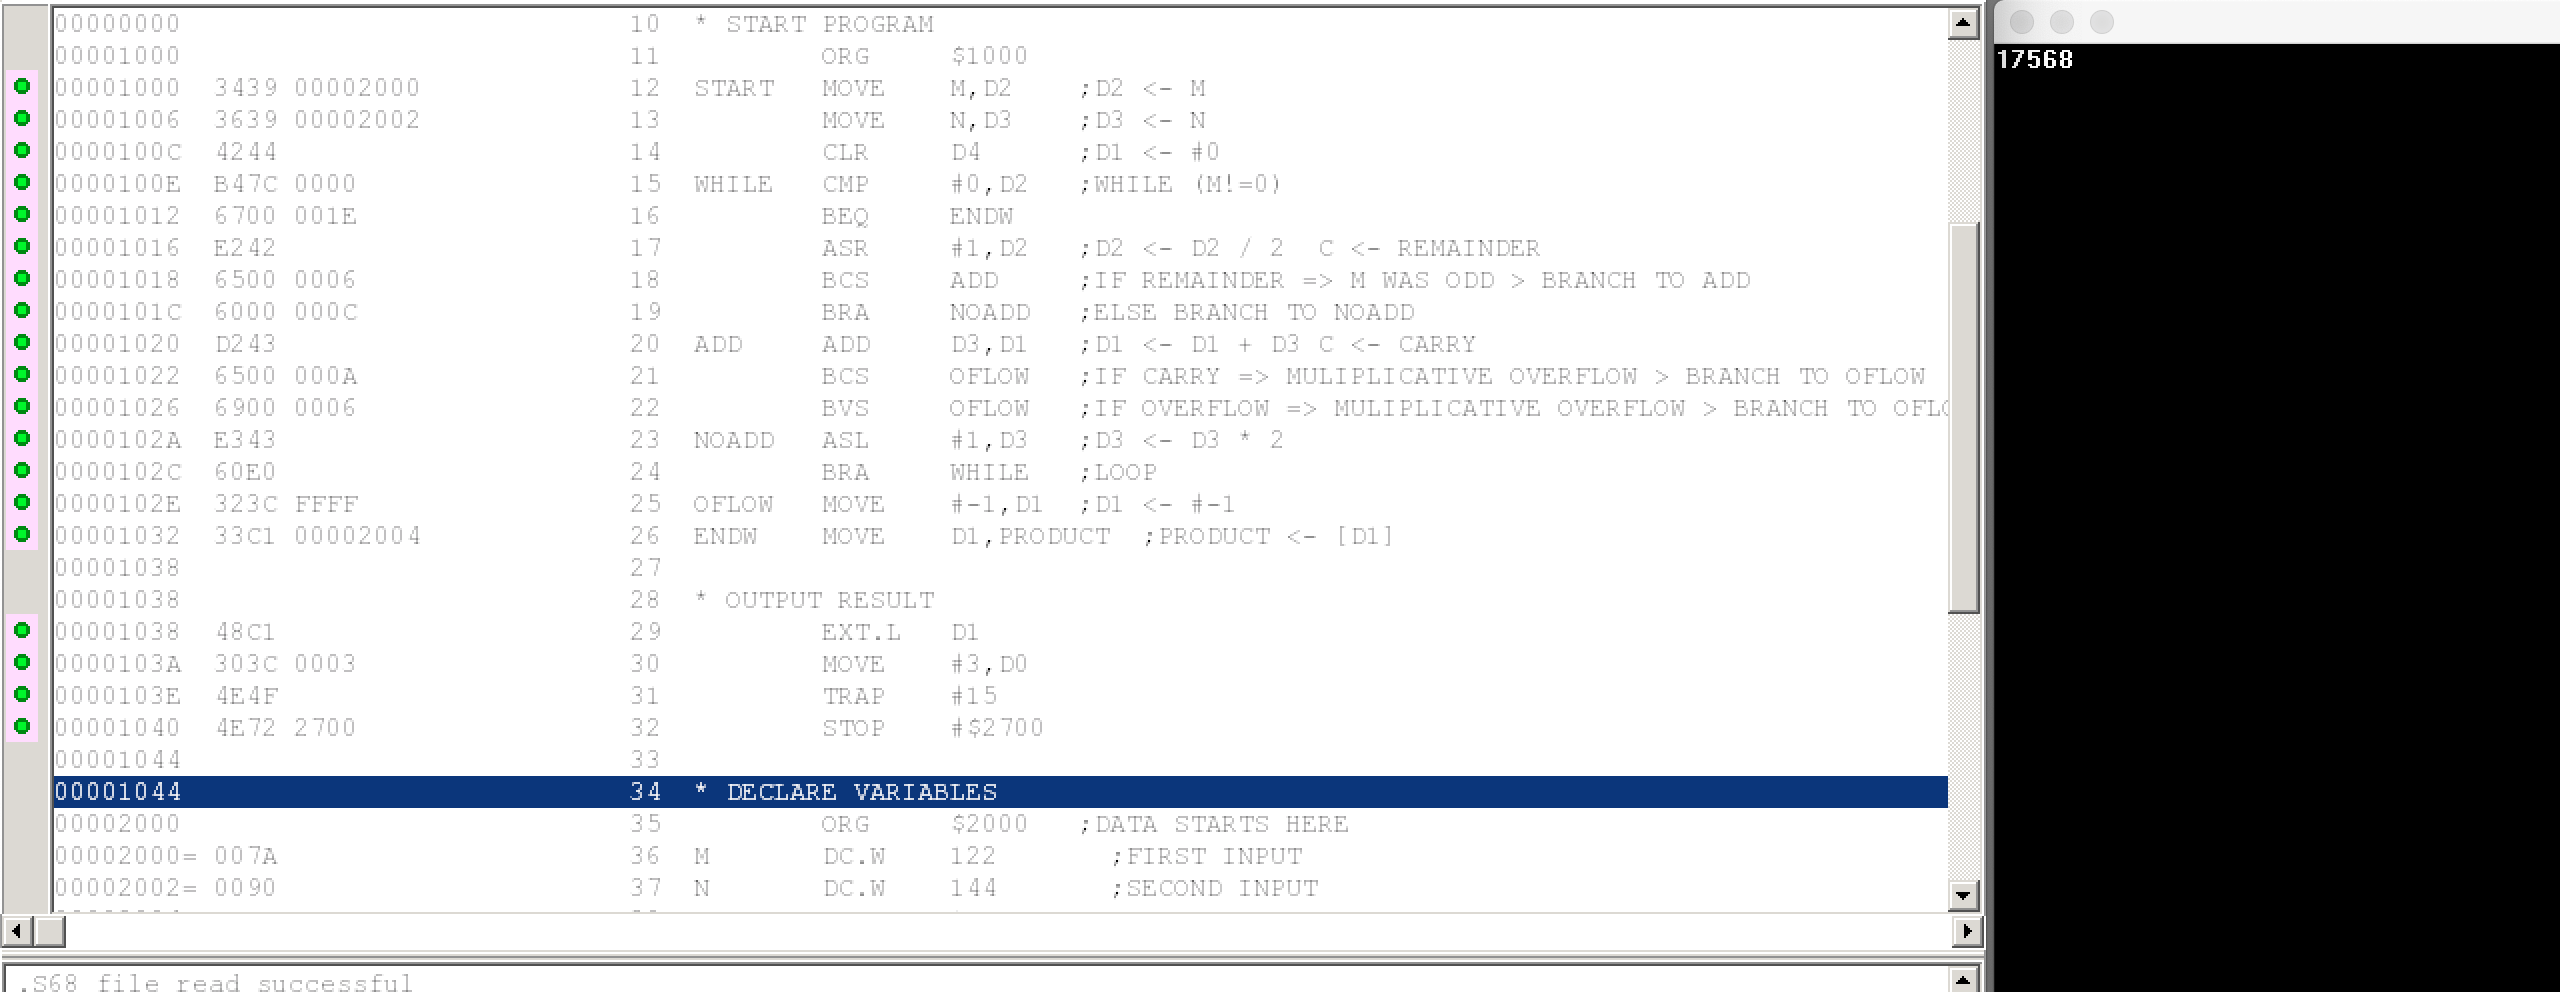 00000000 10 * START PROGRAM
00001000 11 ORG $1000
00001000 3439 00002000 12 START MOVE M,D2 ;D2 <- M
00001006 3639 00002002 13 MOVE N,D3 ;D3 <- N
0000100C 4244 14 CLR D4 ;D1 <- #0
0000100E B47C 0000 15 WHILE CMP #0,D2 ;WHILE (M!=0)
00001012 6700 001E 16 BEQ ENDW
00001016 E242 17 ASR #1,D2 ;D2 <- D2 / 2 C <- REMAINDER
00001018 6500 0006 18 BCS ADD ;IF REMAINDER => M WAS ODD > BRANCH TO ADD
0000101C 6000 000C 19 BRA NOADD ;ELSE BRANCH TO NOADD
00001020 D243 20 ADD ADD D3,D1 ;D1 <- D1 + D3 C <- CARRY
00001022 6500 000A 21 BCS OFLOW ;IF CARRY => MULIPLICATIVE OVERFLOW > BRANCH TO OFLOW
00001026 6900 0006 22 BVS OFLOW ;IF OVERFLOW => MULIPLICATIVE OVERFLOW > BRANCH TO OFLO
0000102A E343 23 NOADD ASL #1,D3 ;D3 <- D3 * 2
0000102C 60E0 24 BRA WHILE ;LOOP
0000102E 323C FFFF 25 OFLOW MOVE #-1,D1 ;D1 <- #-1
00001032 33C1 00002004 26 ENDW MOVE D1,PRODUCT ;PRODUCT <- [D1]
00001038 27
00001038 28 * OUTPUT RESULT
00001038 48C1 29 EXT.L D1
0000103A 303C 0003 30 MOVE #3,D0
0000103E 4E4F 31 TRAP #15
00001040 4E72 2700 32 STOP #$2700
00001044 33
00001044 34 * DECLARE VARIABLES
00002000 35 ORG $2000 ;DATA STARTS HERE
00002000= 007A 36 M DC.W 122 ;FIRST INPUT
00002002= 0090 37 N DC.W 144 ;SECOND INPUT
.S68 file read successful
17568